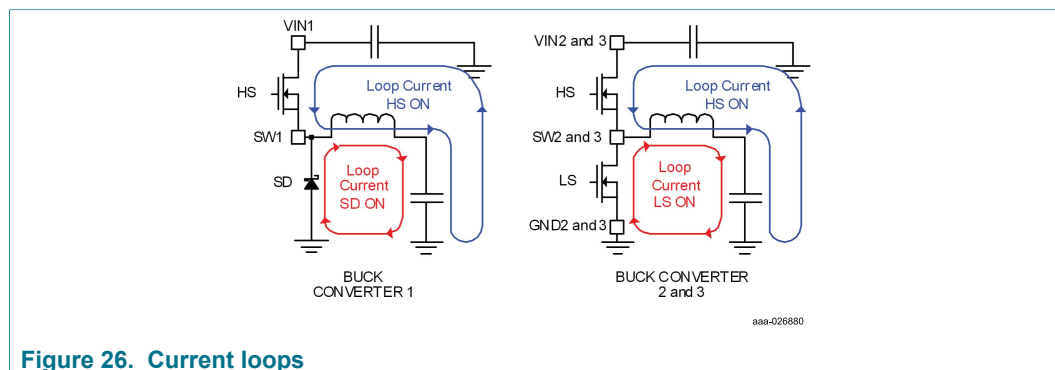 VIN1
HS
Loop Current
HS ON
SW1
SD
Loop
Current
SD ON
BUCK
CONVERTER 1
VIN2 and 3
HS
Loop Current
HS ON
SW2 and 3
LS
Loop
Current
LS ON
GND2 and 3
BUCK CONVERTER
2 and 3
aaa-026880
Figure 26. Current loops